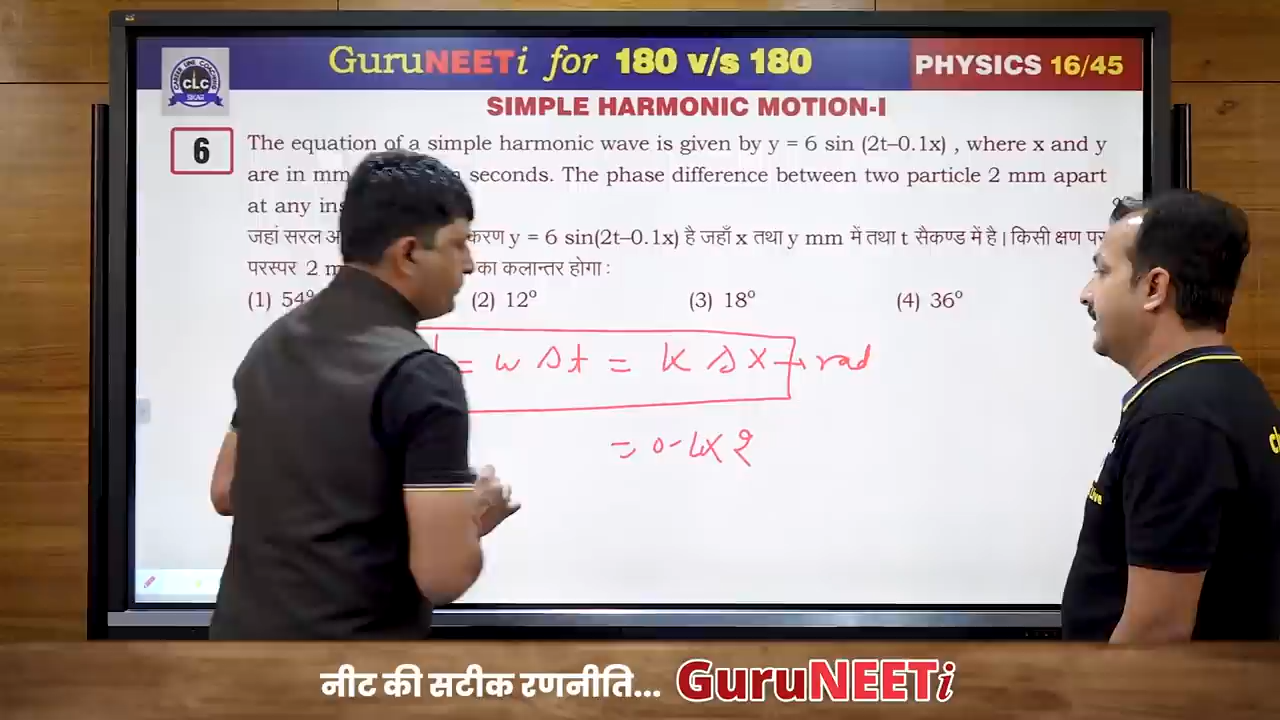 GuruNEETi for 180 v/s 180
PHYSICS 16/45
CLC
SIKAR
SIMPLE HARMONIC MOTION-I
6
The equation of a simple harmonic wave is given by y = 6 sin (2t–0.1x) , where x and y
are in mm seconds. The phase difference between two particle 2 mm apart
at any
जहां सरल y = 6 sin(2t–0.1x) है जहाँ x तथा y mm में तथा t सैकण्ड में है। किसी क्षण पर
परस्पर 2 का कलान्तर होगा :
(1) 54° (2) 12° (3) 18° (4) 36°
= w Δt = K Δx → rad
= 0.1x2
नीट की सटीक रणनीति... GuruNEETi